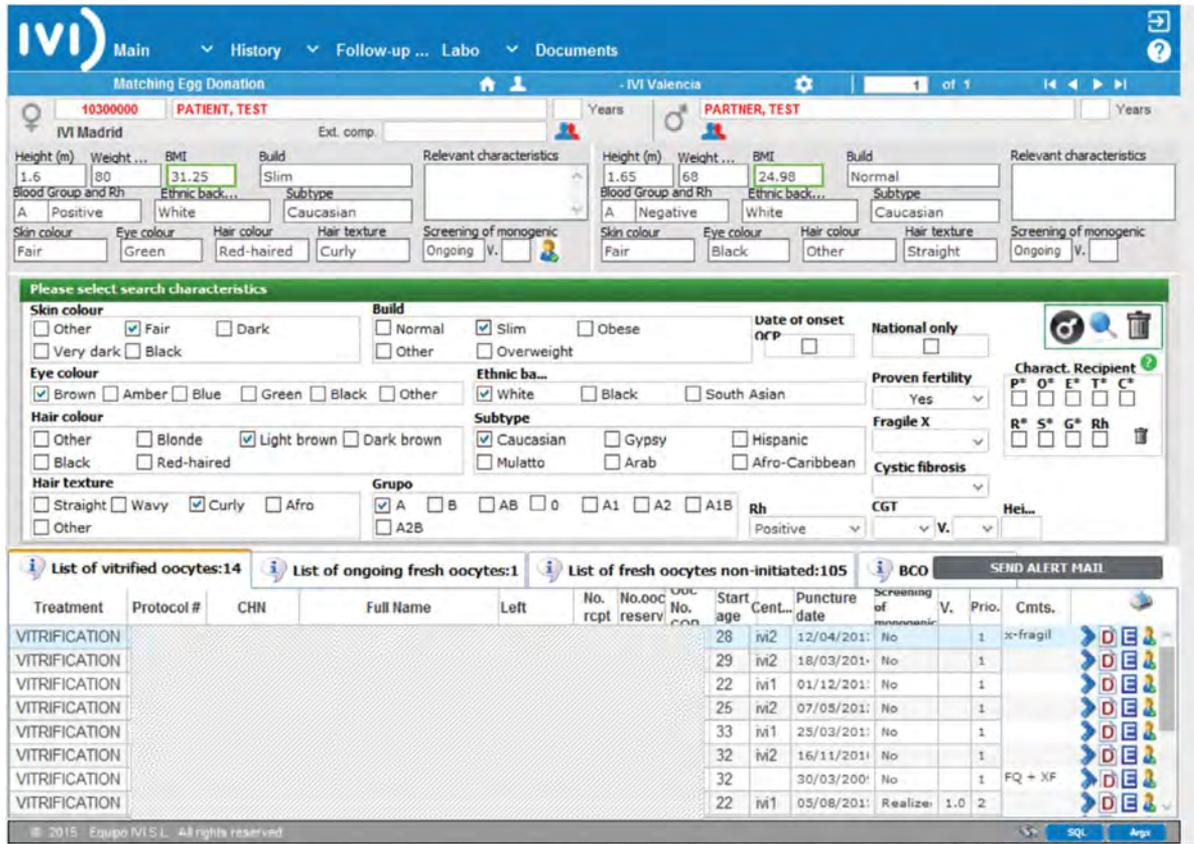 IVI) Main History Follow-up ... Labo Documents
Matching Egg Donation - IVI Valencia 1 of 1
10300000 PATIENT, TEST Years PARTNER, TEST Years
IVI Madrid Ext. comp.
Height (m) Weight ... BMI Build Relevant characteristics Height (m) Weight ... BMI Build Relevant characteristics
1.6 80 31.25 Slim 1.65 68 24.98 Normal
Blood Group and Rh Ethnic back... Subtype Blood Group and Rh Ethnic back... Subtype
A Positive White Caucasian A Negative White Caucasian
Skin colour Eye colour Hair colour Hair texture Screening of monogenic Skin colour Eye colour Hair colour Hair texture Screening of monogenic
Fair Green Red-haired Curly Ongoing V. Fair Black Other Straight Ongoing V.
Please select search characteristics
Skin colour Build Date of onset OCP National only
Other Fair Dark Normal Slim Obese
Very dark Black Other Overweight
Eye colour Ethnic ba... Proven fertility Charact. Recipient
Brown Amber Blue Green Black Other White Black South Asian Yes P* O* E* T* C*
Hair colour Subtype Fragile X R* S* G* Rh
Other Blonde Light brown Dark brown Caucasian Gypsy Hispanic
Black Red-haired Mulatto Arab Afro-Caribbean Cystic fibrosis
Hair texture Grupo
Straight Wavy Curly Afro A B AB 0 A1 A2 A1B Rh CGT Hei...
Other A2B Positive V.
List of vitrified oocytes:14 List of ongoing fresh oocytes:1 List of fresh oocytes non-initiated:105 BCO SEND ALERT MAIL
Treatment Protocol # CHN Full Name Left No. rcpt No.ooc reserv No. Start age Cent... Puncture date Screening of V. Prio. Cmts.
VITRIFICATION 28 ivi2 12/04/201 No 1 x-fragil D E
VITRIFICATION 29 ivi2 18/03/201 No 1 D E
VITRIFICATION 22 ivi1 01/12/201 No 1 D E
VITRIFICATION 25 ivi2 07/05/201 No 1 D E
VITRIFICATION 33 ivi1 25/03/201 No 1 D E
VITRIFICATION 32 ivi2 16/11/201 No 1 D E
VITRIFICATION 32 30/03/200 No 1 FQ + XF D E
VITRIFICATION 22 ivi1 05/08/201 Realize 1.0 2 D E
© 2015 Equipo IVI S.L. All rights reserved SQL Args